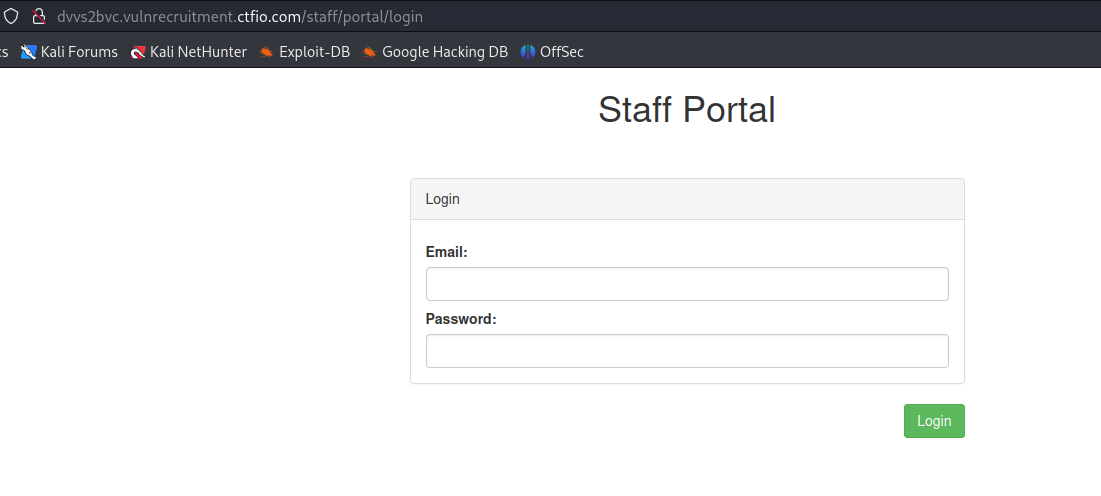 dvvs2bvc.vulnrecruitment.ctfio.com/staff/portal/login
s Kali Forums Kali NetHunter Exploit-DB Google Hacking DB OffSec
Staff Portal
Login
Email:
Password:
Login